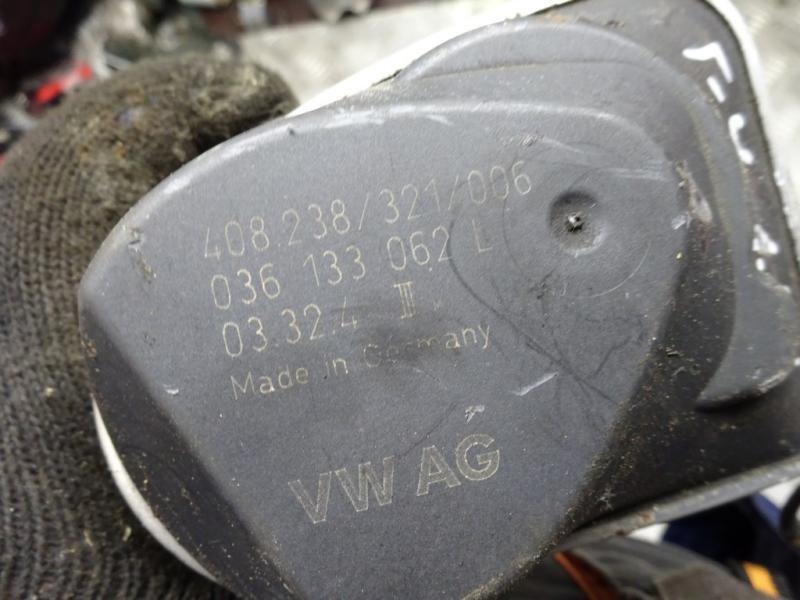 408.238/321/006
036 133 062 L
03.32.4 III
Made in Germany
VW AG